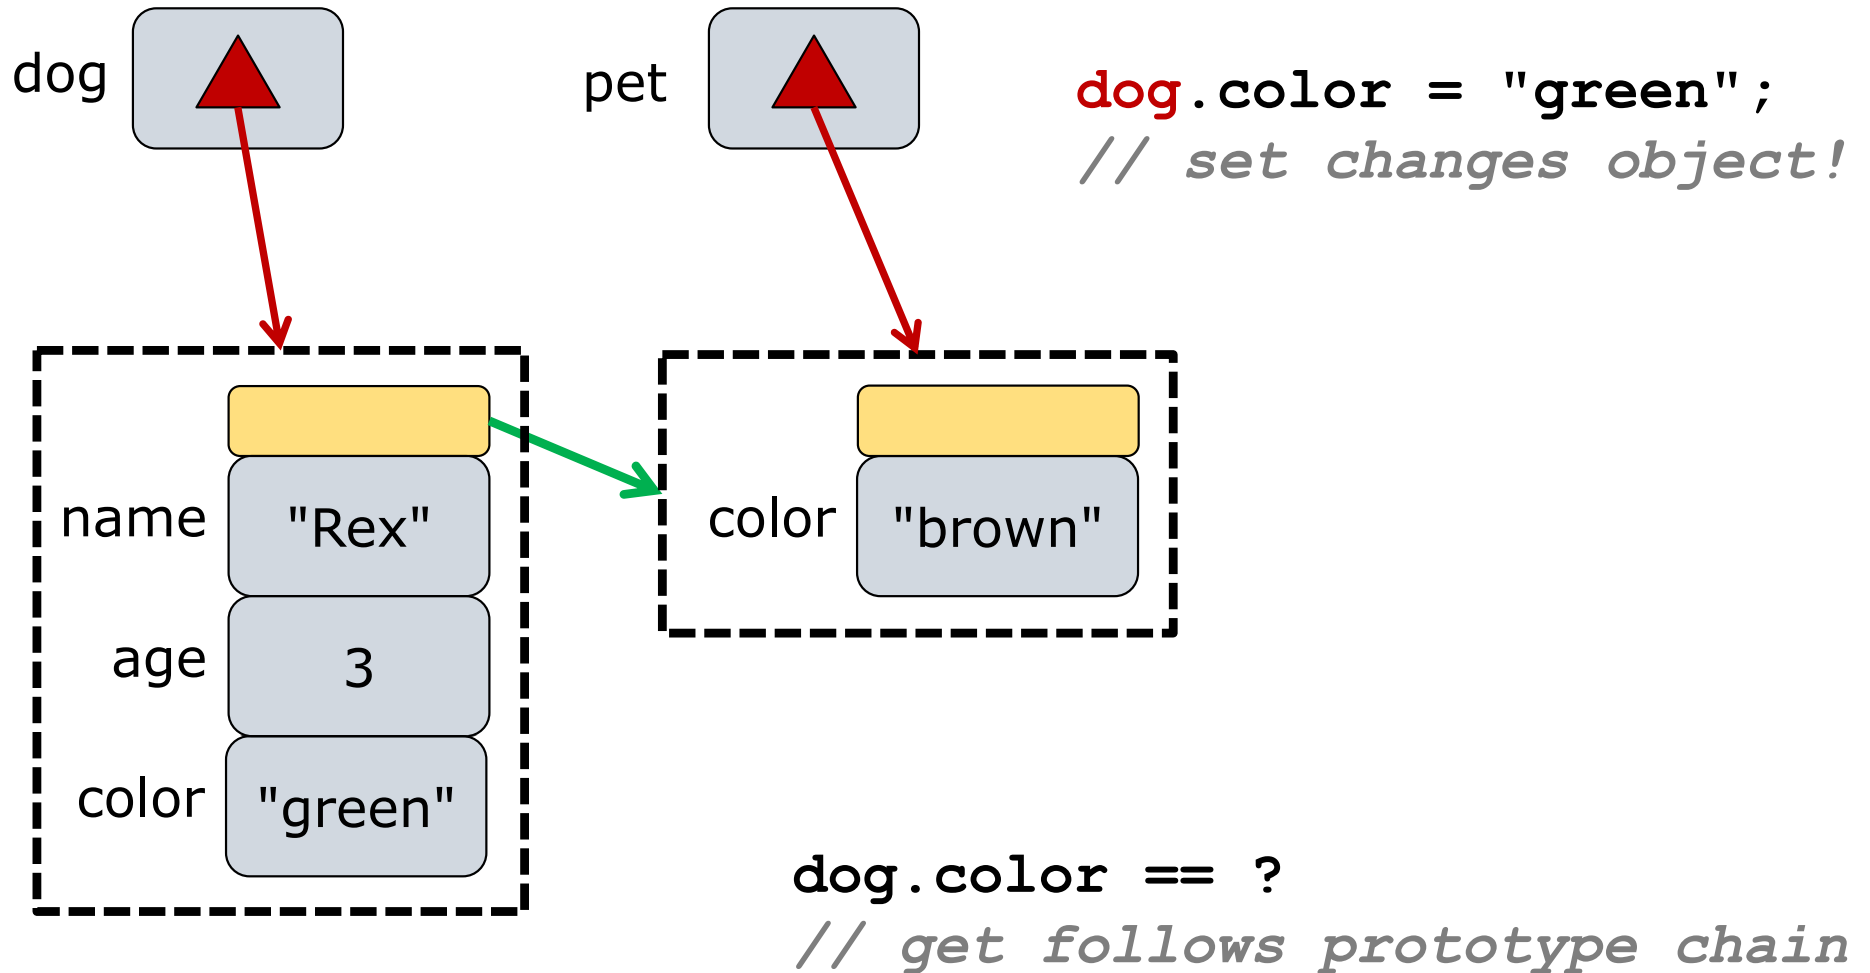 dog
pet
dog.color = "green";
// set changes object!
name "Rex"
color "brown"
age 3
color "green"
dog.color == ?
// get follows prototype chain